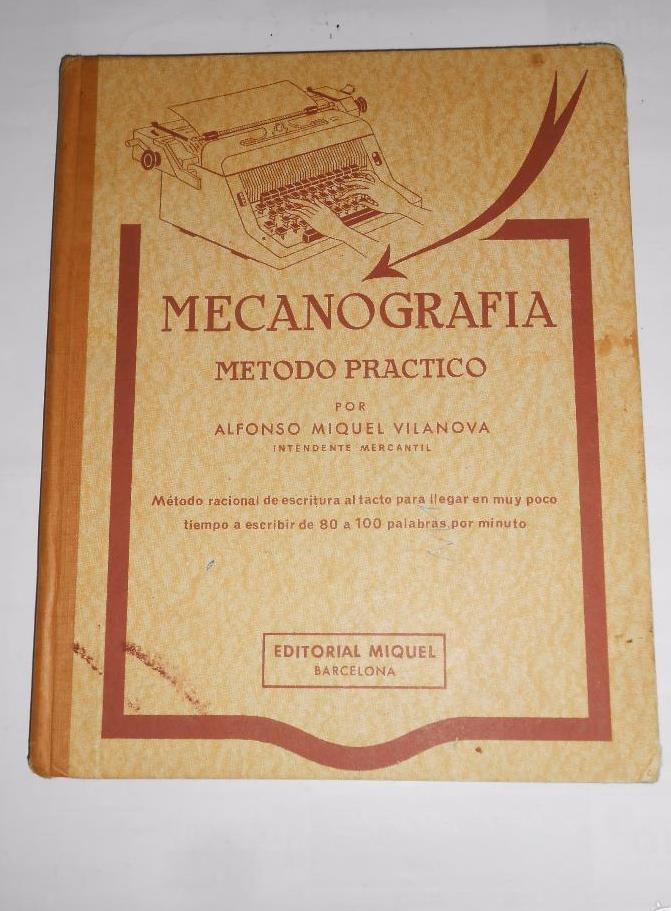 MECANOGRAFIA
METODO PRACTICO
POR
ALFONSO MIQUEL VILANOVA
INTENDENTE MERCANTIL
Método racional de escritura al tacto para llegar en muy poco
tiempo a escribir de 80 a 100 palabras por minuto
EDITORIAL MIQUEL
BARCELONA